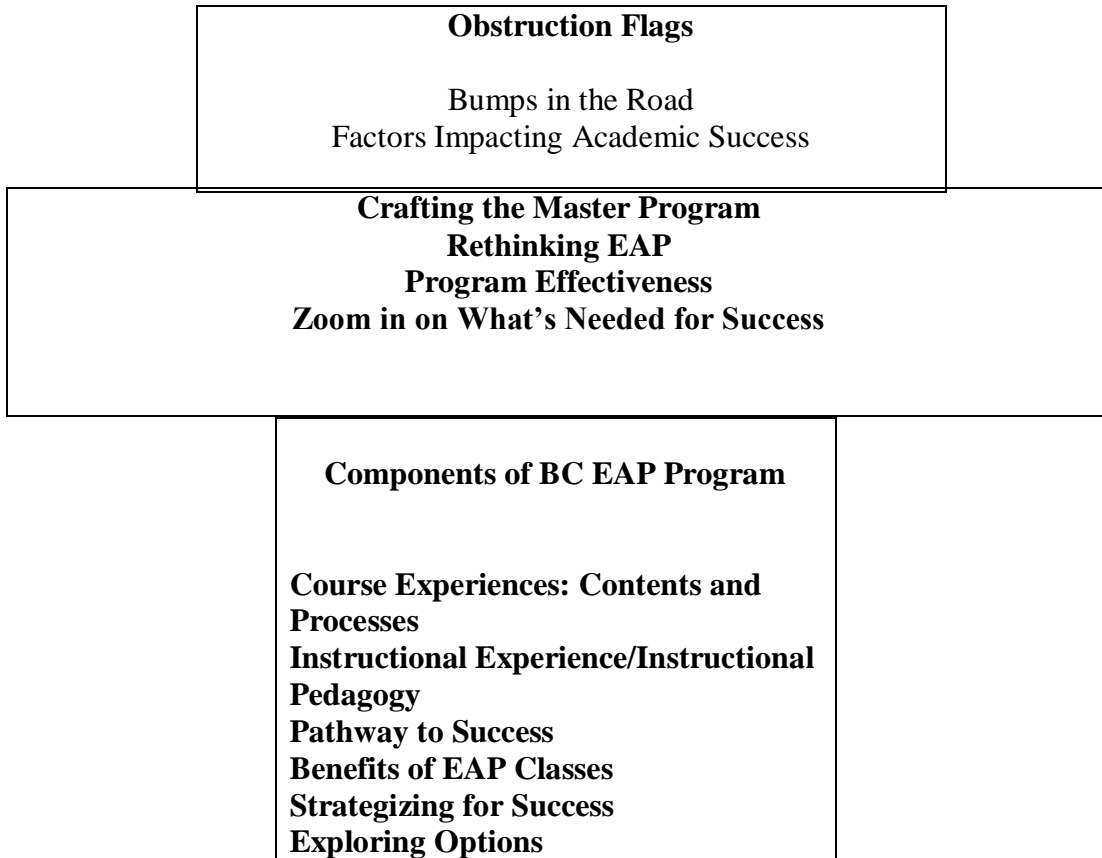 Obstruction Flags
Bumps in the Road
Factors Impacting Academic Success
Crafting the Master Program
Rethinking EAP
Program Effectiveness
Zoom in on What's Needed for Success
Components of BC EAP Program
Course Experiences: Contents and
Processes
Instructional Experience/Instructional
Pedagogy
Pathway to Success
Benefits of EAP Classes
Strategizing for Success
Exploring Options